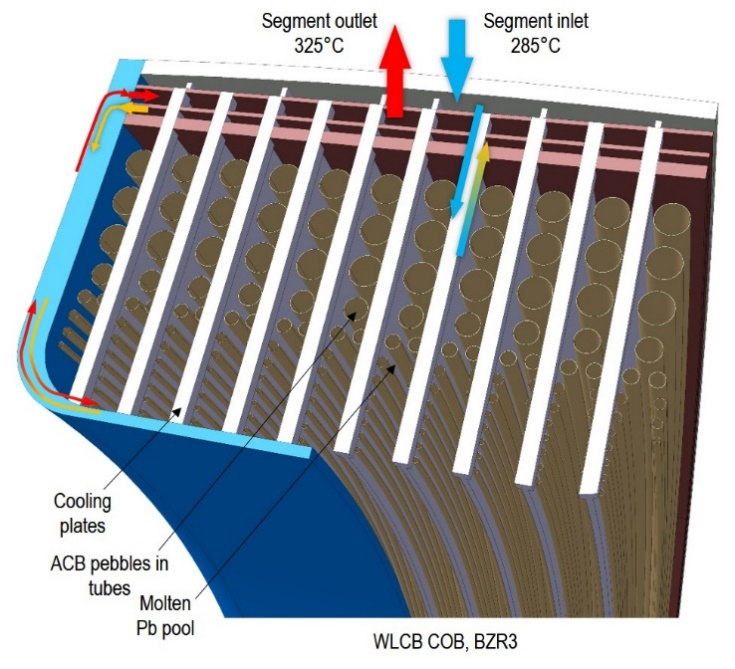 Segment outlet
325°C
Segment inlet
285°C
Cooling
plates
ACB pebbles in
tubes
Molten
Pb pool
WLCB COB, BZR3